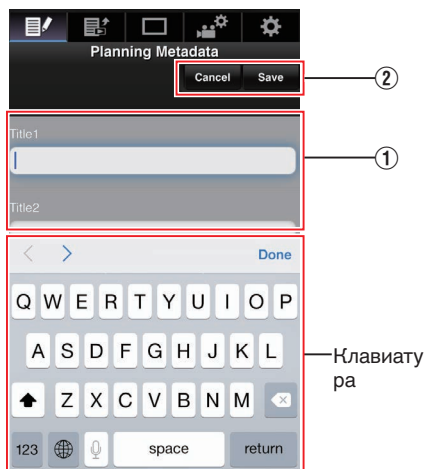 Planning Metadata
Cancel Save
②
Title1
①
Title2
Done
Q W E R T Y U I O P
A S D F G H J K L
Клавиату
ра
Z X C V B N M
123 space return